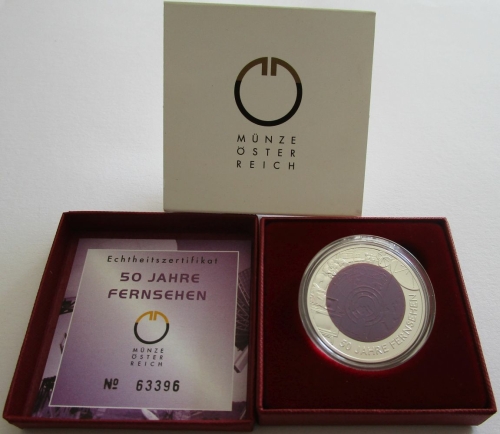 MÜNZE
ÖSTER
REICH
Echtheitszertifikat
50 JAHRE
FERNSEHEN
MÜNZE
ÖSTER
REICH
№ 63396
50 JAHRE FERNSEHEN